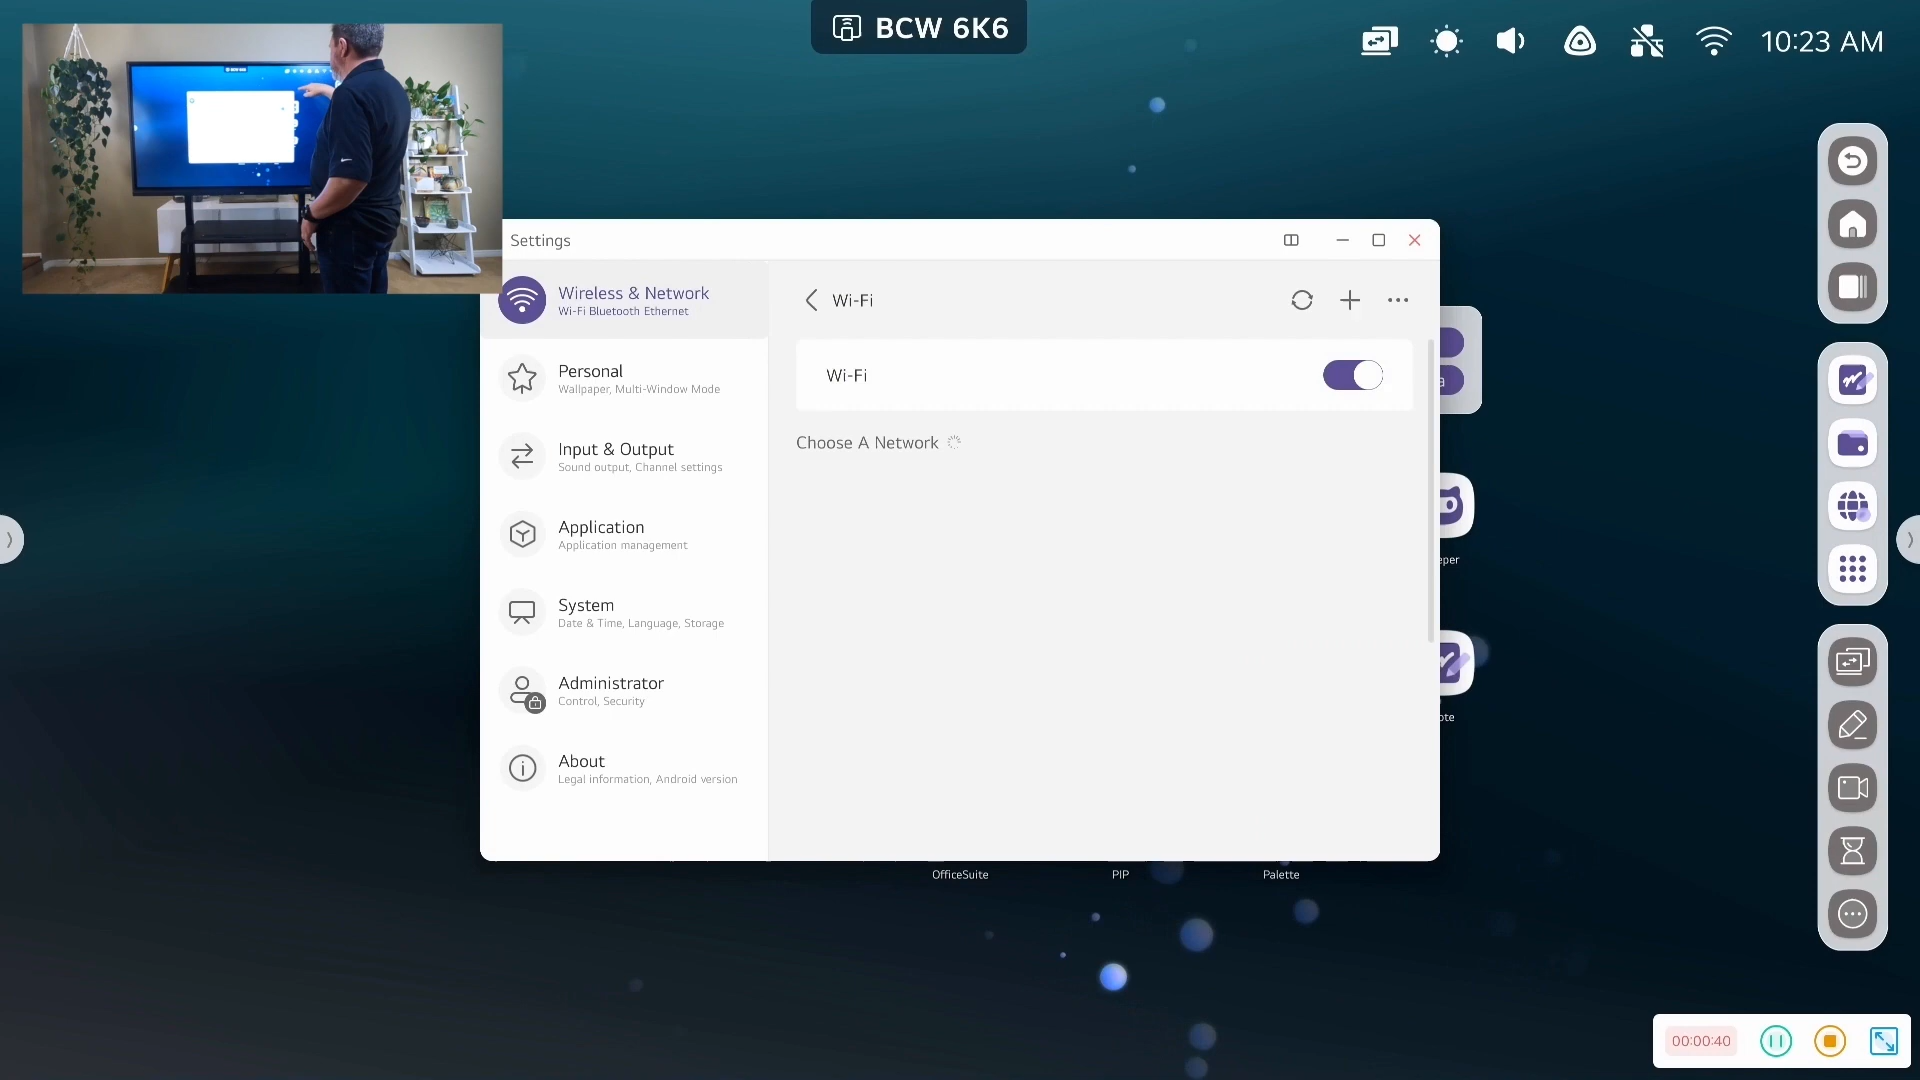 BCW 6K6
10:23 AM
Settings
Wireless & Network
Wi-Fi Bluetooth Ethernet
Personal
Wallpaper, Multi-Window Mode
Input & Output
Sound output, Channel settings
Application
Application management
System
Date & Time, Language, Storage
Administrator
Control, Security
About
Legal information, Android version
Wi-Fi
Wi-Fi
Choose A Network
a
eper
ote
OfficeSuite
PIP
Palette
00:00:40